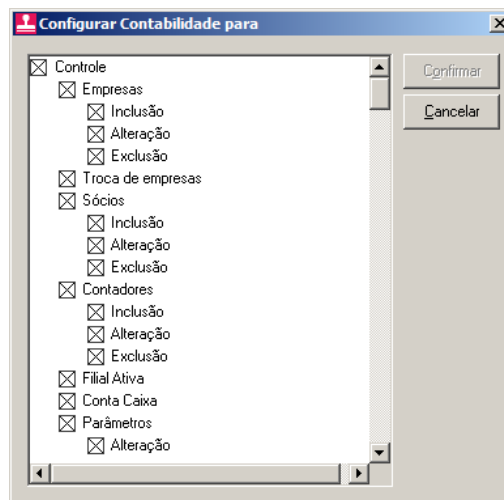 Configurar Contabilidade para
Controle
Empresas
Inclusão
Alteração
Exclusão
Troca de empresas
Sócios
Inclusão
Alteração
Exclusão
Contadores
Inclusão
Alteração
Exclusão
Filial Ativa
Conta Caixa
Parâmetros
Alteração
Confirmar
Cancelar